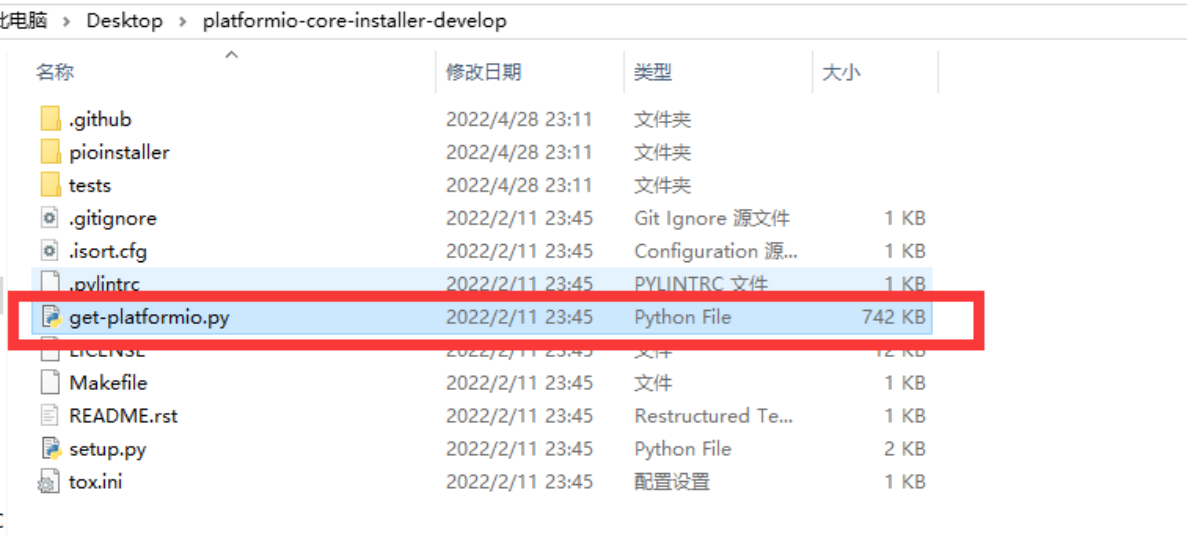 此电脑 > Desktop > platformio-core-installer-develop
名称 修改日期 类型 大小
.github 2022/4/28 23:11 文件夹
pioinstaller 2022/4/28 23:11 文件夹
tests 2022/4/28 23:11 文件夹
.gitignore 2022/2/11 23:45 Git Ignore 源文件 1 KB
.isort.cfg 2022/2/11 23:45 Configuration 源... 1 KB
.pylintrc 2022/2/11 23:45 PYLINTRC 文件 1 KB
get-platformio.py 2022/2/11 23:45 Python File 742 KB
LICENSE 2022/2/11 23:45 文件 12 KB
Makefile 2022/2/11 23:45 文件 1 KB
README.rst 2022/2/11 23:45 Restructured Te... 1 KB
setup.py 2022/2/11 23:45 Python File 2 KB
tox.ini 2022/2/11 23:45 配置设置 1 KB